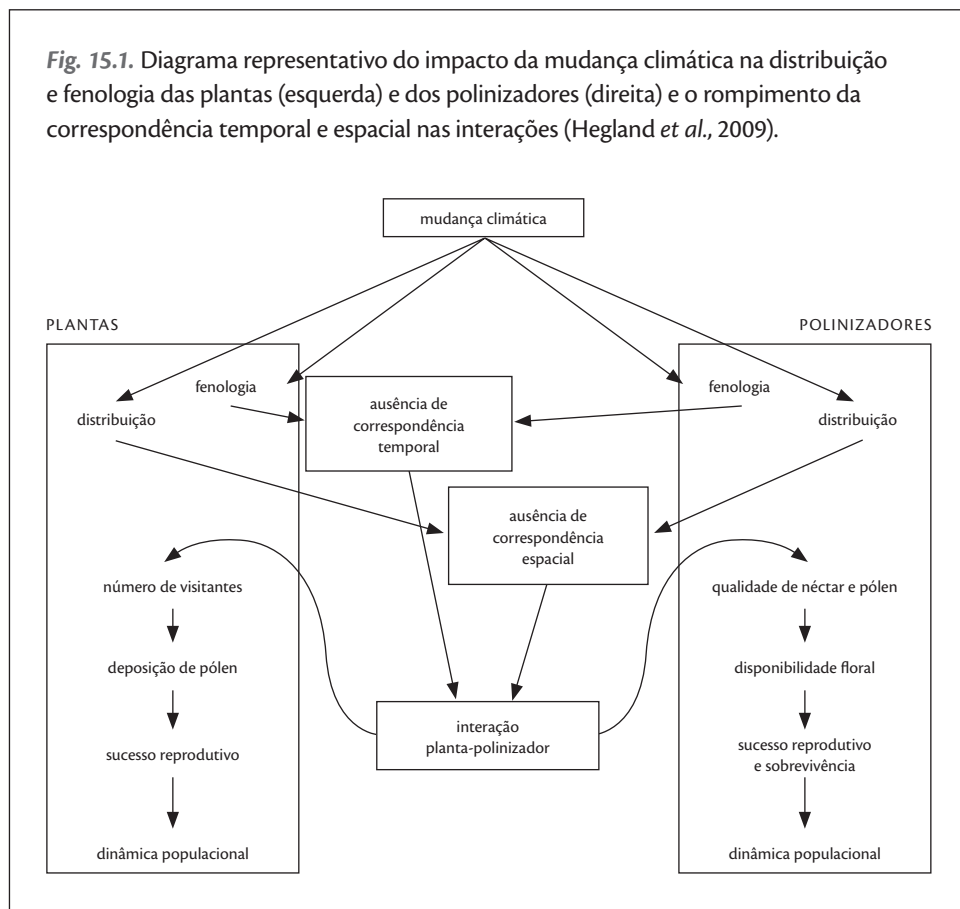 Fig. 15.1. Diagrama representativo do impacto da mudança climática na distribuição
e fenologia das plantas (esquerda) e dos polinizadores (direita) e o rompimento da
correspondência temporal e espacial nas interações (Hegland et al., 2009).
mudança climática
PLANTAS
POLINIZADORES
fenologia
distribuição
ausência de
correspondência
temporal
fenologia
distribuição
ausência de
correspondência
espacial
número de visitantes
deposição de pólen
sucesso reprodutivo
dinâmica populacional
interação
planta-polinizador
qualidade de néctar e pólen
disponibilidade floral
sucesso reprodutivo
e sobrevivência
dinâmica populacional